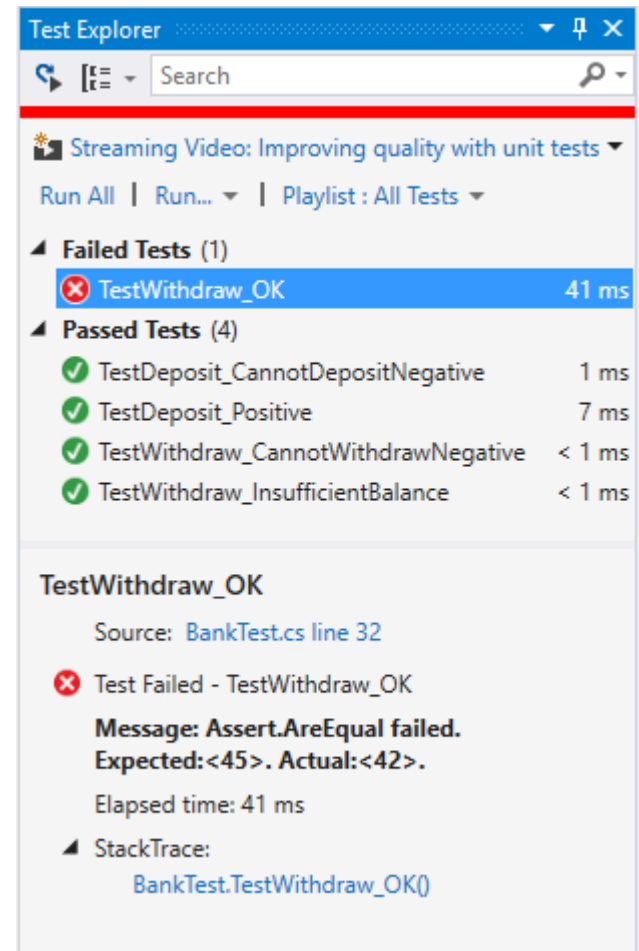 Test Explorer
Search
Streaming Video: Improving quality with unit tests
Run All | Run... | Playlist : All Tests
Failed Tests (1)
TestWithdraw_OK 41 ms
Passed Tests (4)
TestDeposit_CannotDepositNegative 1 ms
TestDeposit_Positive 7 ms
TestWithdraw_CannotWithdrawNegative < 1 ms
TestWithdraw_InsufficientBalance < 1 ms
TestWithdraw_OK
Source: BankTest.cs line 32
Test Failed - TestWithdraw_OK
Message: Assert.AreEqual failed.
Expected:<45>. Actual:<42>.
Elapsed time: 41 ms
StackTrace:
BankTest.TestWithdraw_OK()